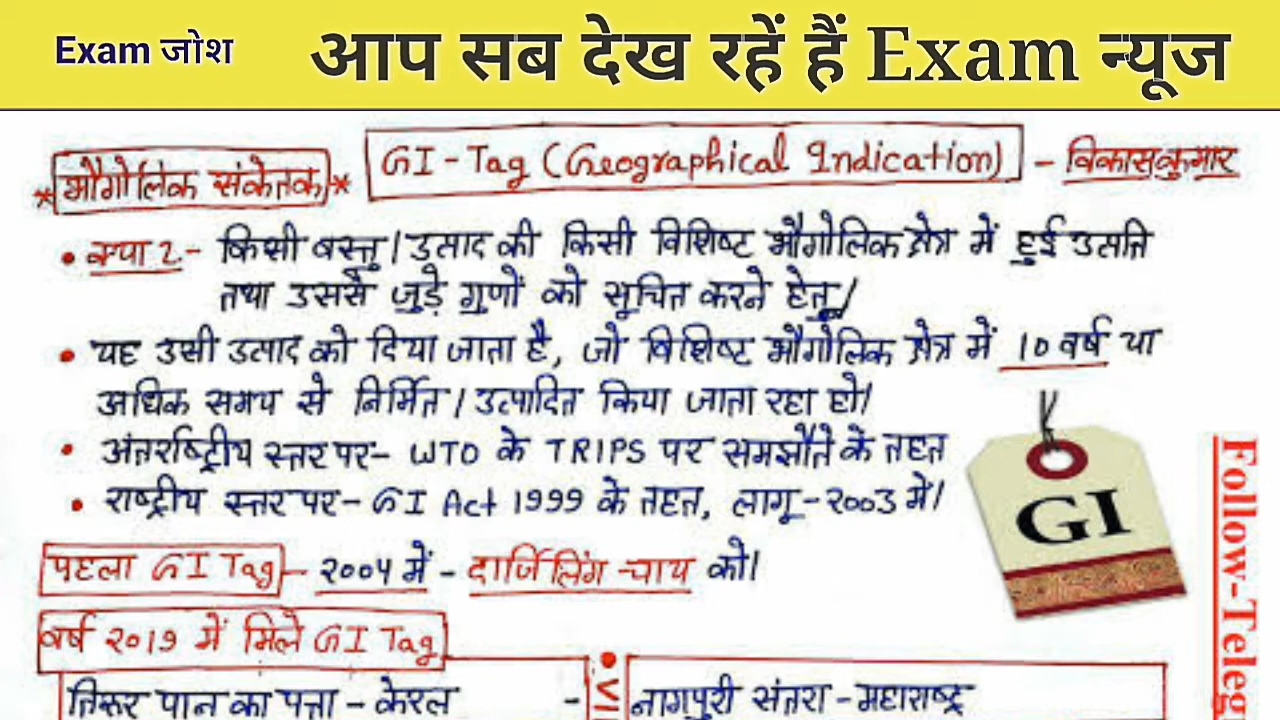 Exam जोश
आप सब देख रहें हैं Exam न्यूज
*भौगोलिक संकेतक* GI-Tag (Geographical Indication) - विकासकुमार
• क्या ?- किसी वस्तु/उत्पाद की किसी विशिष्ट भौगोलिक क्षेत्र में हुई उत्पत्ति
तथा उससे जुड़े गुणों को सूचित करने हेतु/
• यह उसी उत्पाद को दिया जाता है, जो विशिष्ट भौगोलिक क्षेत्र में 10 वर्ष या
अधिक समय से निर्मित/उत्पादित किया जाता रहा हो/
• अंतर्राष्ट्रीय स्तर पर- WTO के TRIPS पर समझौते के तहत
• राष्ट्रीय स्तर पर- GI Act 1999 के तहत, लागू-2003 में/
GI
पहला GI Tag - 2004 में - दार्जिलिंग चाय को/
वर्ष 2019 में मिले GI Tag
तिरूर पान का पत्ता - केरल -
नागपुरी संतरा - महाराष्ट्र
Follow-Teleg